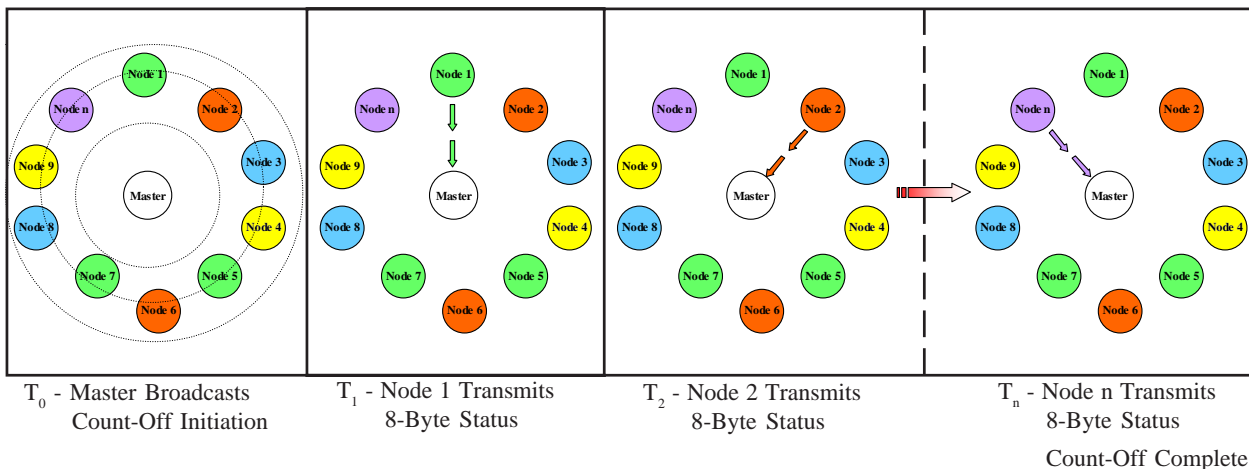 Node 1
Node n
Node 2
Node 9
Node 3
Master
Node 8
Node 4
Node 7
Node 5
Node 6
T0 - Master Broadcasts
Count-Off Initiation
Node 1
Node n
Node 2
Node 9
Node 3
Master
Node 8
Node 4
Node 7
Node 5
Node 6
T1 - Node 1 Transmits
8-Byte Status
Node 1
Node n
Node 2
Node 9
Node 3
Master
Node 8
Node 4
Node 7
Node 5
Node 6
T2 - Node 2 Transmits
8-Byte Status
Node 1
Node n
Node 2
Node 9
Node 3
Master
Node 8
Node 4
Node 7
Node 5
Node 6
Tn - Node n Transmits
8-Byte Status
Count-Off Complete